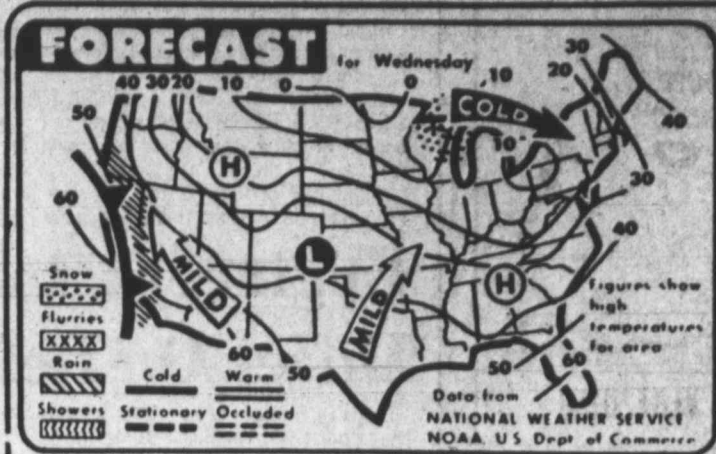 FORECAST
for Wednesday
50 40 30 20 10 0 0 10 30
20
COLD
40
10
H
30
60
40
MILD
L
MILD
H
60
50
50
60
Figures show
high
temperatures
for area
Snow
Flurries
XXXX
Rain
Showers
Cold
Warm
Stationary
Occluded
Data from
NATIONAL WEATHER SERVICE
NOAA, U.S. Dept. of Commerce